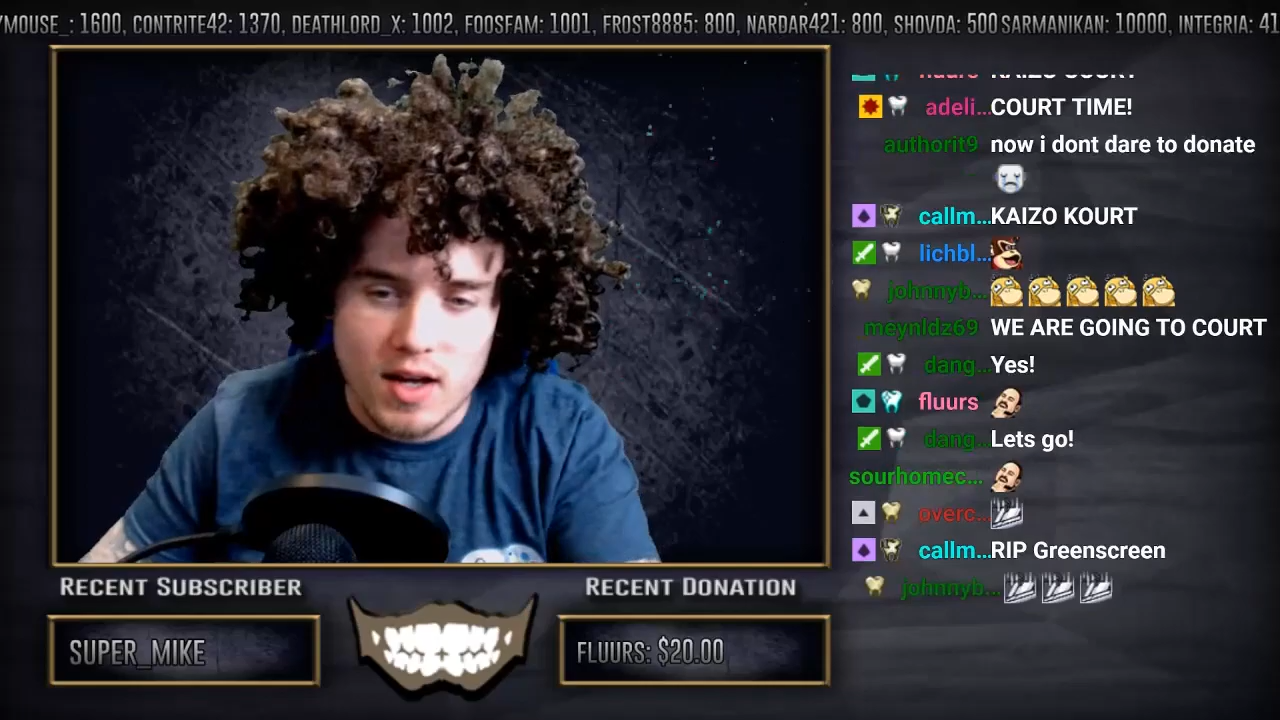 YMOUSE_: 1600, CONTRITE42: 1370, DEATHLORD_X: 1002, FOOSFAM: 1001, FROST8885: 800, NARDAR421: 800, SHOVDA: 500 SARMANIKAN: 10000, INTEGRIA: 41
fluurs KAIZO COURT
adeli... COURT TIME!
authorit9 now i dont dare to donate
callm... KAIZO KOURT
lichbl...
johnnyb...
meynldz69 WE ARE GOING TO COURT
dang... Yes!
fluurs
dang... Lets go!
sourhomec...
overc...
callm... RIP Greenscreen
johnnyb...
RECENT SUBSCRIBER
RECENT DONATION
SUPER_MIKE
FLUURS: $20.00